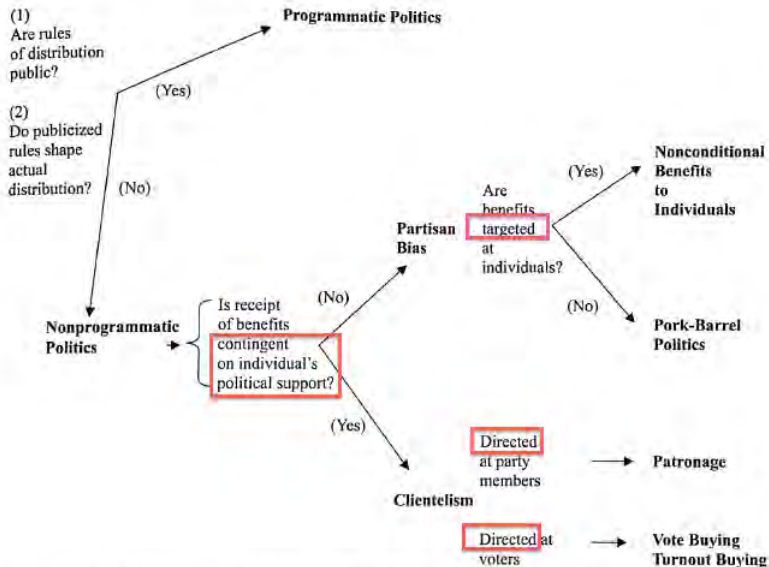 (1)
Are rules
of distribution
public?
(2)
Do publicized
rules shape
actual
distribution?
(Yes)
Programmatic Politics
(No)
Nonprogrammatic
Politics
Is receipt
of benefits
contingent
on individual's
political support?
(No)
Partisan
Bias
Are
benefits
targeted
at
individuals?
(Yes)
Nonconditional
Benefits
to
Individuals
(No)
Pork-Barrel
Politics
(Yes)
Clientelism
Directed
at party
members
Patronage
Directed at
voters
Vote Buying
Turnout Buying